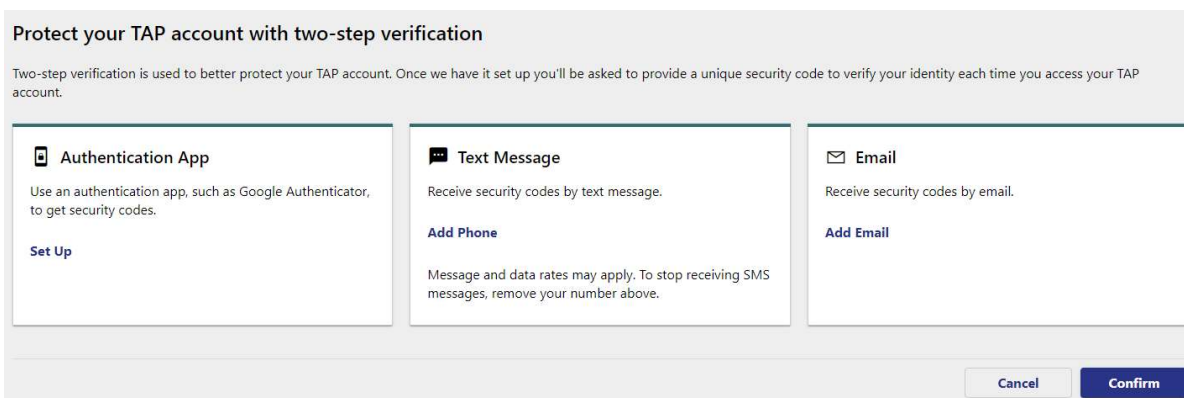 Protect your TAP account with two-step verification
Two-step verification is used to better protect your TAP account. Once we have it set up you'll be asked to provide a unique security code to verify your identity each time you access your TAP
account.
Authentication App
Use an authentication app, such as Google Authenticator,
to get security codes.
Set Up
Text Message
Receive security codes by text message.
Add Phone
Message and data rates may apply. To stop receiving SMS
messages, remove your number above.
Email
Receive security codes by email.
Add Email
Cancel
Confirm